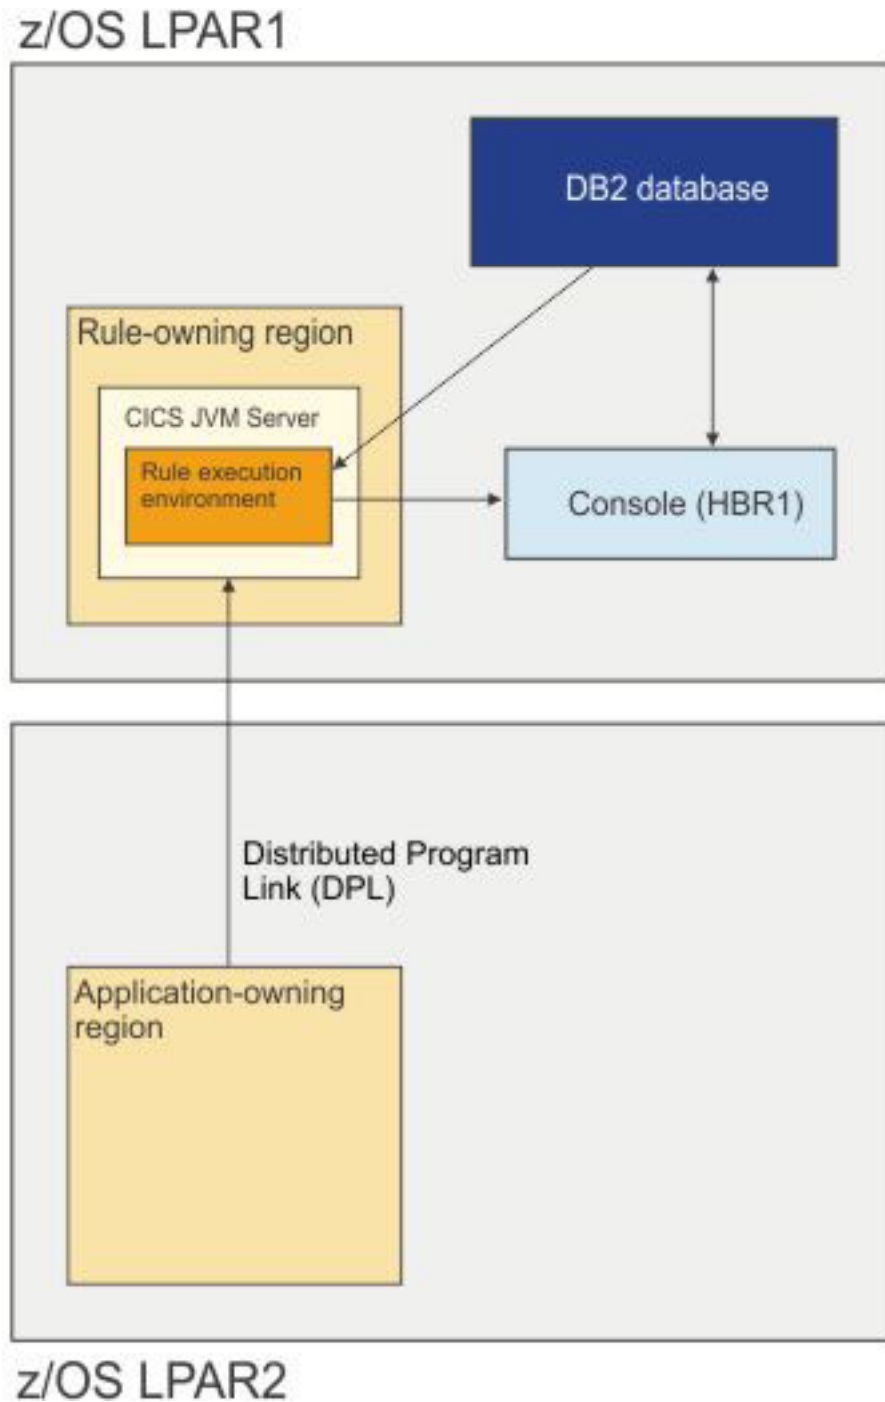 z/OS LPAR1
DB2 database
Rule-owning region
CICS JVM Server
Rule execution
environment
Console (HBR1)
Distributed Program
Link (DPL)
Application-owning
region
z/OS LPAR2